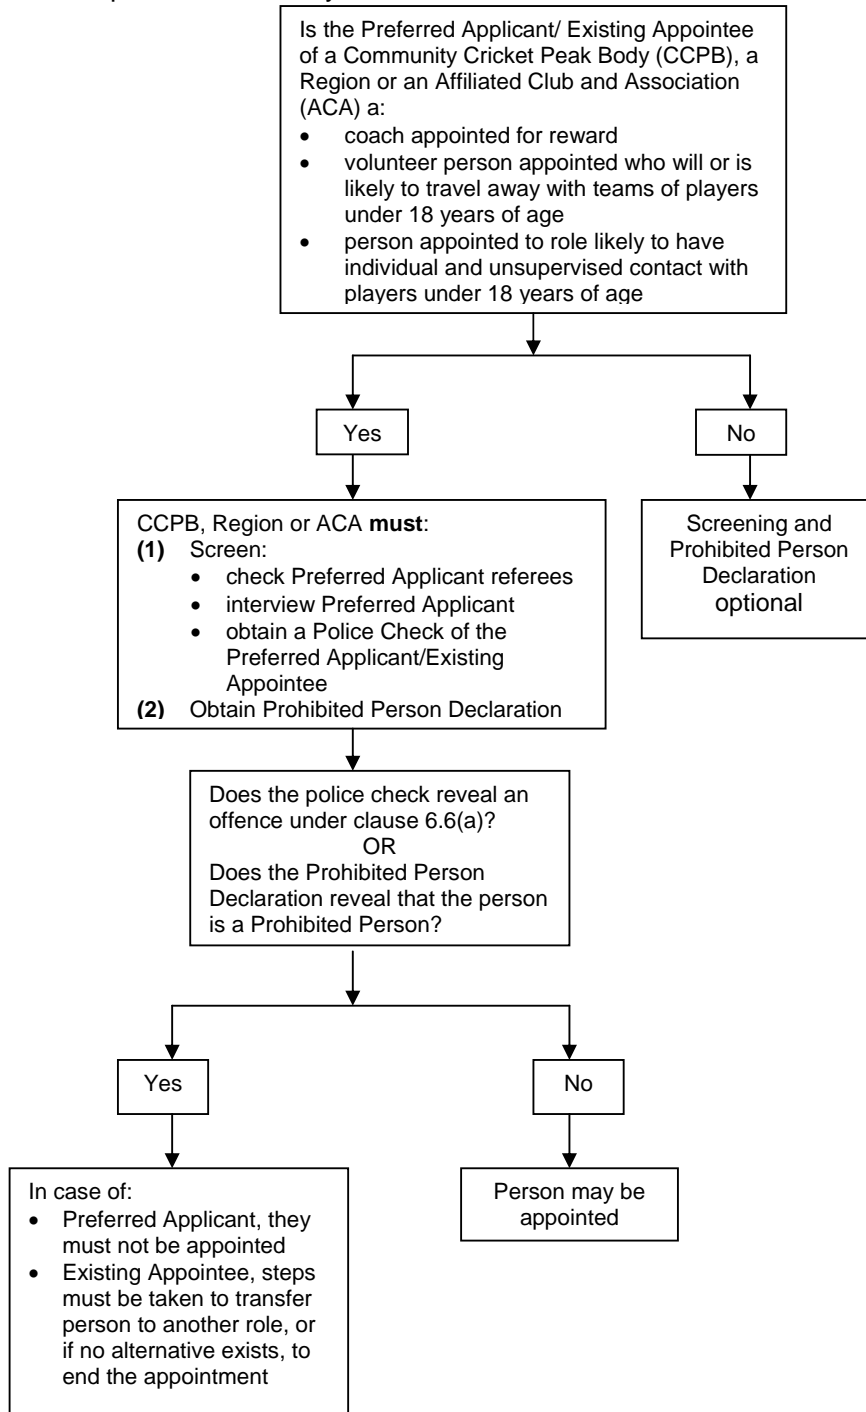 Is the Preferred Applicant/ Existing Appointee
of a Community Cricket Peak Body (CCPB), a
Region or an Affiliated Club and Association
(ACA) a:
• coach appointed for reward
• volunteer person appointed who will or is
likely to travel away with teams of players
under 18 years of age
• person appointed to role likely to have
individual and unsupervised contact with
players under 18 years of age
Yes
No
CCPB, Region or ACA must:
(1) Screen:
• check Preferred Applicant referees
• interview Preferred Applicant
• obtain a Police Check of the
Preferred Applicant/Existing
Appointee
(2) Obtain Prohibited Person Declaration
Screening and
Prohibited Person
Declaration
optional
Does the police check reveal an
offence under clause 6.6(a)?
OR
Does the Prohibited Person
Declaration reveal that the person
is a Prohibited Person?
Yes
No
In case of:
• Preferred Applicant, they
must not be appointed
• Existing Appointee, steps
must be taken to transfer
person to another role, or
if no alternative exists, to
end the appointment
Person may be
appointed